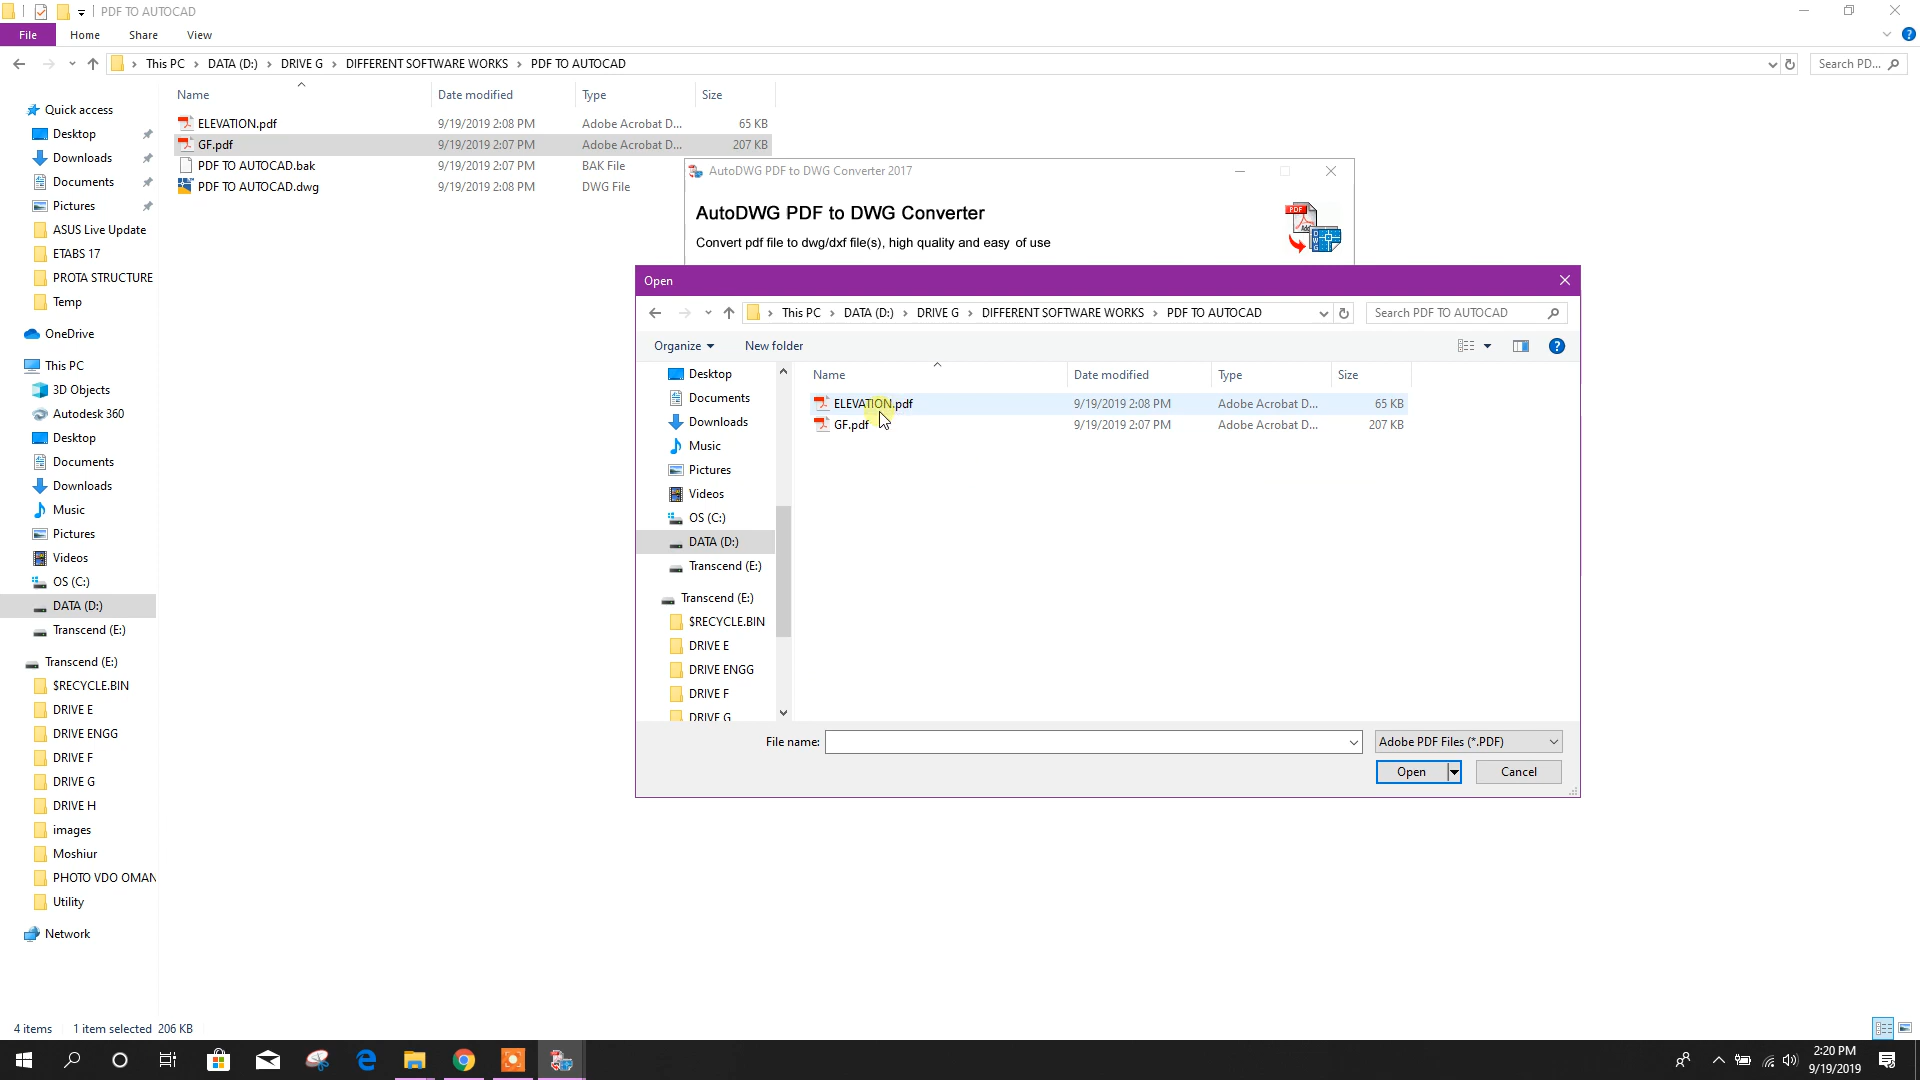 PDF TO AUTOCAD
File Home Share View
This PC DATA (D:) DRIVE G DIFFERENT SOFTWARE WORKS PDF TO AUTOCAD Search PD...
Name Date modified Type Size
ELEVATION.pdf 9/19/2019 2:08 PM Adobe Acrobat D... 65 KB
GF.pdf 9/19/2019 2:07 PM Adobe Acrobat D... 207 KB
PDF TO AUTOCAD.bak 9/19/2019 2:07 PM BAK File
PDF TO AUTOCAD.dwg 9/19/2019 2:08 PM DWG File
Quick access
Desktop
Downloads
Documents
Pictures
ASUS Live Update
ETABS 17
PROTA STRUCTURE
Temp
OneDrive
This PC
3D Objects
Autodesk 360
Desktop
Documents
Downloads
Music
Pictures
Videos
OS (C:)
DATA (D:)
Transcend (E:)
Transcend (E:)
$RECYCLE.BIN
DRIVE E
DRIVE ENGG
DRIVE F
DRIVE G
DRIVE H
images
Moshiur
PHOTO VDO OMAN
Utility
Network
AutoDWG PDF to DWG Converter 2017
AutoDWG PDF to DWG Converter
Convert pdf file to dwg/dxf file(s), high quality and easy of use
PDF
Open
This PC DATA (D:) DRIVE G DIFFERENT SOFTWARE WORKS PDF TO AUTOCAD Search PDF TO AUTOCAD
Organize New folder
Desktop
Documents
Downloads
Music
Pictures
Videos
OS (C:)
DATA (D:)
Transcend (E:)
Transcend (E:)
$RECYCLE.BIN
DRIVE E
DRIVE ENGG
DRIVE F
DRIVE G
Name Date modified Type Size
ELEVATION.pdf 9/19/2019 2:08 PM Adobe Acrobat D... 65 KB
GF.pdf 9/19/2019 2:07 PM Adobe Acrobat D... 207 KB
File name: Adobe PDF Files (*.PDF)
Open Cancel
4 items 1 item selected 206 KB
2:20 PM
9/19/2019